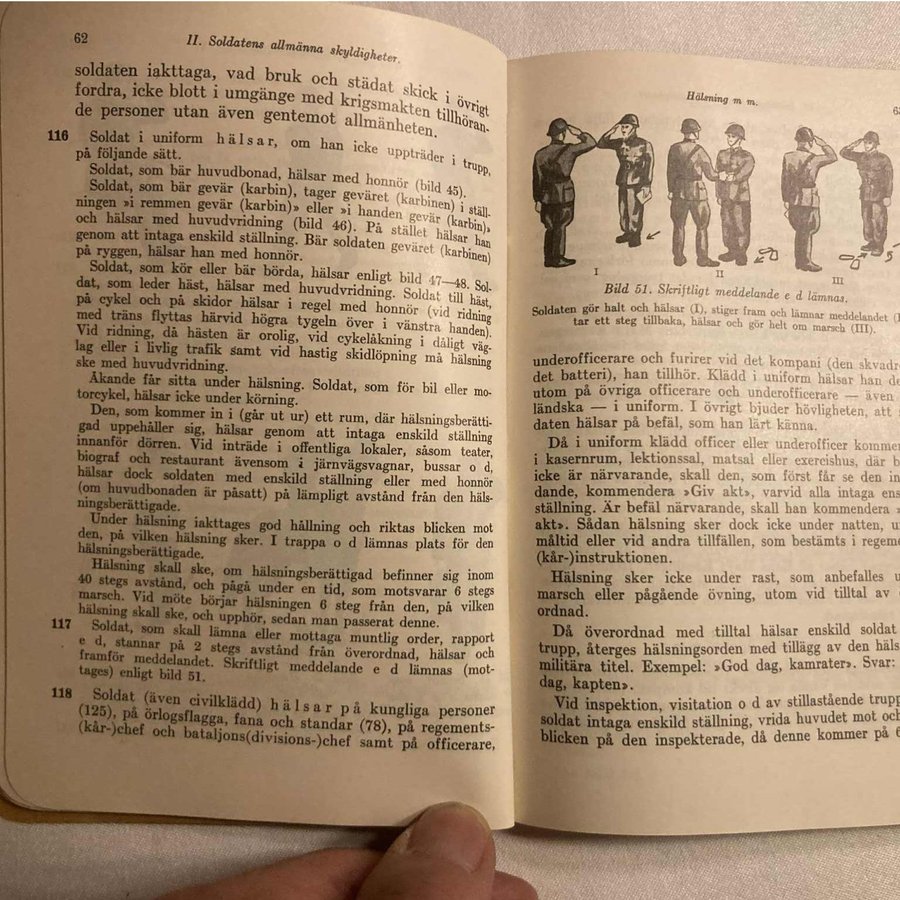 62
II. Soldatens allmänna skyldigheter.
soldaten iakttaga, vad bruk och städat skick i övrigt
fordra, icke blott i umgänge med krigsmakten tillhöran-
de personer utan även gentemot allmänheten.
116 Soldat i uniform hälsar, om han icke uppträder i trupp,
på följande sätt.
Soldat, som bär huvudbonad, hälsar med honnör (bild 45).
Soldat, som bär gevär (karbin), tager geväret (karbinen) i ställ-
ningen »i remmen gevär (karbin)» eller »i handen gevär (karbin)»
och hälsar med huvudvridning (bild 46). På stället hälsar han
genom att intaga enskild ställning. Bär soldaten geväret (karbinen)
på ryggen, hälsar han med honnör.
Soldat, som kör eller bär börda, hälsar enligt bild 47—48. Sol-
dat, som leder häst, hälsar med huvudvridning. Soldat till häst,
på cykel och på skidor hälsar i regel med honnör (vid ridning
med träns flyttas härvid högra tygeln över i vänstra handen).
Vid ridning, då hästen är orolig, vid cykelåkning i dåligt väg-
lag eller i livlig trafik samt vid hastig skidlöpning må hälsning
ske med huvudvridning.
Åkande får sitta under hälsning. Soldat, som för bil eller mo-
torcykel, hälsar icke under körning.
Den, som kommer in i (går ut ur) ett rum, där hälsningsberätti-
gad uppehåller sig, hälsar genom att intaga enskild ställning
innanför dörren. Vid inträde i offentliga lokaler, såsom teater,
biograf och restaurant ävensom i järnvägsvagnar, bussar o d,
hälsar dock soldaten med enskild ställning eller med honnör
(om huvudbonaden är påsatt) på lämpligt avstånd från den häls-
ningsberättigade.
Under hälsning iakttages god hållning och riktas blicken mot
den, på vilken hälsning sker. I trappa o d lämnas plats för den
hälsningsberättigade.
Hälsning skall ske, om hälsningsberättigad befinner sig inom
40 stegs avstånd, och pågå under en tid, som motsvarar 6 stegs
marsch. Vid möte börjar hälsningen 6 steg från den, på vilken
hälsning skall ske, och upphör, sedan man passerat denne.
117 Soldat, som skall lämna eller mottaga muntlig order, rapport
e d, stannar på 2 stegs avstånd från överordnad, hälsar och
framför meddelandet. Skriftligt meddelande e d lämnas (mot-
tages) enligt bild 51.
118 Soldat (även civilklädd) hälsar på kungliga personer
(125), på örlogsflagga, fana och standar (78), på regements-
(kår-)chef och bataljons(divisions-)chef samt på officerare,
Hälsning m m.
I II III
Bild 51. Skriftligt meddelande e d lämnas.
Soldaten gör halt och hälsar (I), stiger fram och lämnar meddelandet
tar ett steg tillbaka, hälsar och gör helt om marsch (III).
underofficerare och furirer vid det kompani (den skvadro
det batteri), han tillhör. Klädd i uniform hälsar han de
utom på övriga officerare och underofficerare — även
ländska — i uniform. I övrigt bjuder hövligheten, att
daten hälsar på befäl, som han lärt känna.
Då i uniform klädd officer eller underofficer komme
i kasernrum, lektionssal, matsal eller exercishus, där b
icke är närvarande, skall den, som först får se den in
dande, kommendera »Giv akt», varvid alla intaga ens
ställning. Är befäl närvarande, skall han kommendera »
akt». Sådan hälsning sker dock icke under natten, u
måltid eller vid andra tillfällen, som bestämts i regeme
(kår-)instruktionen.
Hälsning sker icke under rast, som anbefalles u
marsch eller pågående övning, utom vid tilltal av
ordnad.
Då överordnad med tilltal hälsar enskild soldat
trupp, återges hälsningsorden med tillägg av den häls
militära titel. Exempel: »God dag, kamrater». Svar:
dag, kapten».
Vid inspektion, visitation o d av stillastående trupp
soldat intaga enskild ställning, vrida huvudet mot och
blicken på den inspekterade, då denne kommer på 6